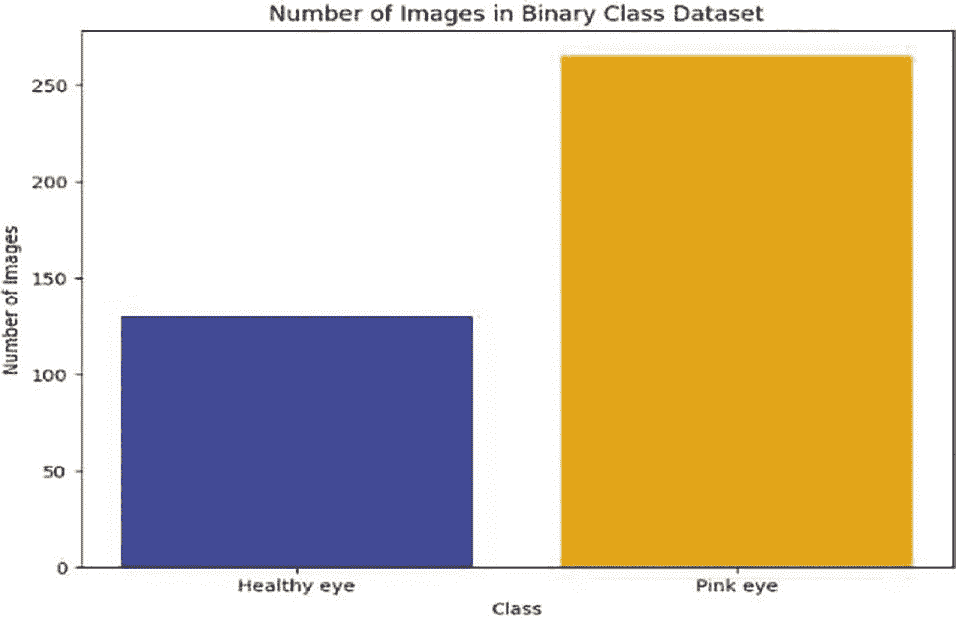 Number of Images in Binary Class Dataset
Number of Images
250
200
150
100
50
0
Healthy eye
Pink eye
Class